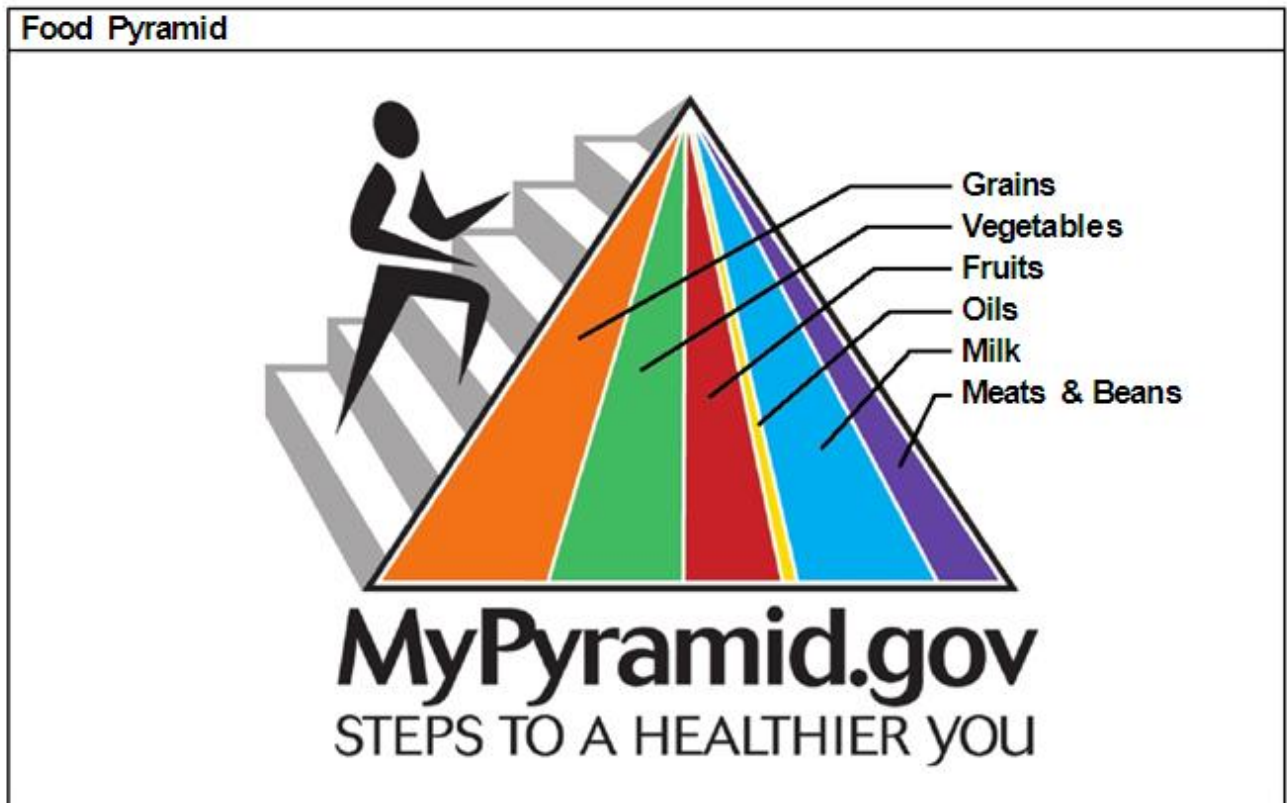 Food Pyramid
Grains
Vegetables
Fruits
Oils
Milk
Meats & Beans
MyPyramid.gov
STEPS TO A HEALTHIER YOU